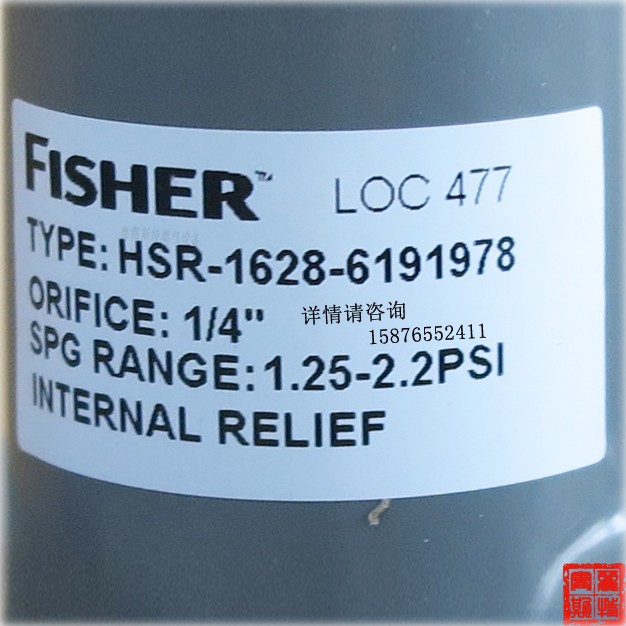 FISHER™ LOC 477
TYPE: HSR-1628-6191978
ORIFICE: 1/4"
详情请咨询
15876552411
SPG RANGE: 1.25-2.2PSI
INTERNAL RELIEF